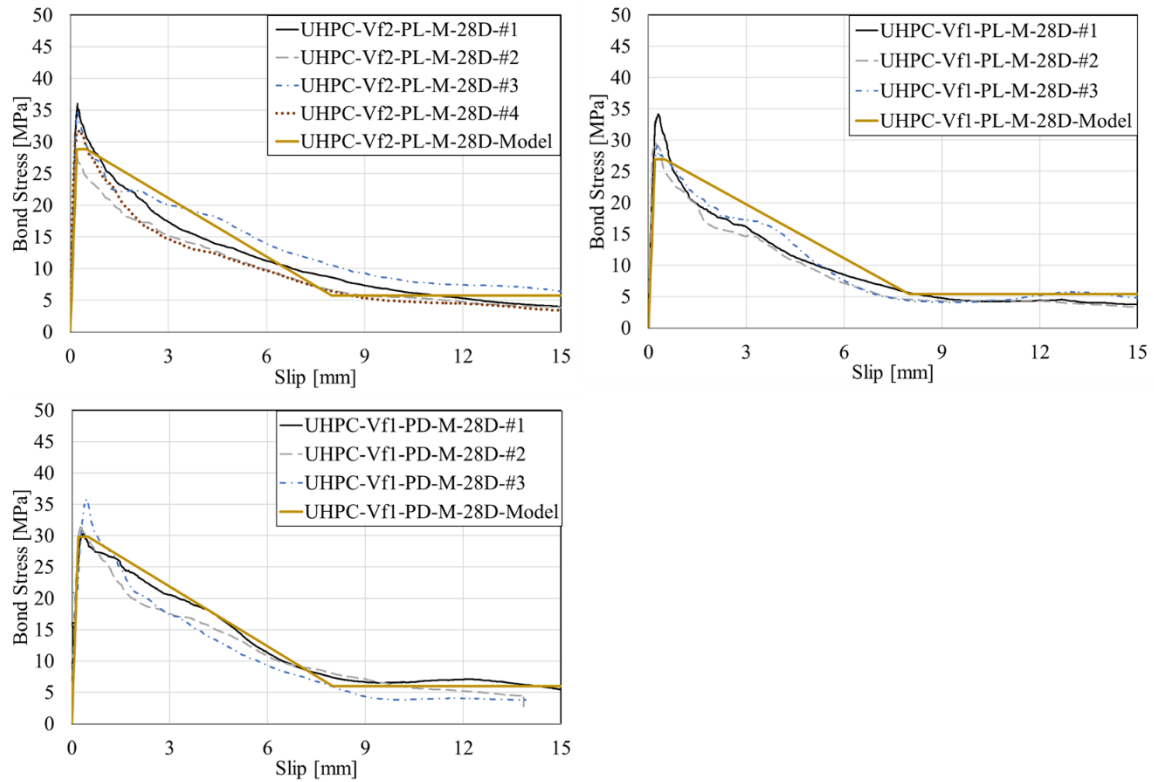 50
45
40
35
30
25
20
15
10
5
0
Bond Stress [MPa]
UHPC-Vf2-PL-M-28D-#1
UHPC-Vf2-PL-M-28D-#2
UHPC-Vf2-PL-M-28D-#3
UHPC-Vf2-PL-M-28D-#4
UHPC-Vf2-PL-M-28D-Model
0 3 6 9 12 15
Slip [mm]
50
45
40
35
30
25
20
15
10
5
0
Bond Stress [MPa]
UHPC-Vf1-PL-M-28D-#1
UHPC-Vf1-PL-M-28D-#2
UHPC-Vf1-PL-M-28D-#3
UHPC-Vf1-PL-M-28D-Model
0 3 6 9 12 15
Slip [mm]
50
45
40
35
30
25
20
15
10
5
0
Bond Stress [MPa]
UHPC-Vf1-PD-M-28D-#1
UHPC-Vf1-PD-M-28D-#2
UHPC-Vf1-PD-M-28D-#3
UHPC-Vf1-PD-M-28D-Model
0 3 6 9 12 15
Slip [mm]